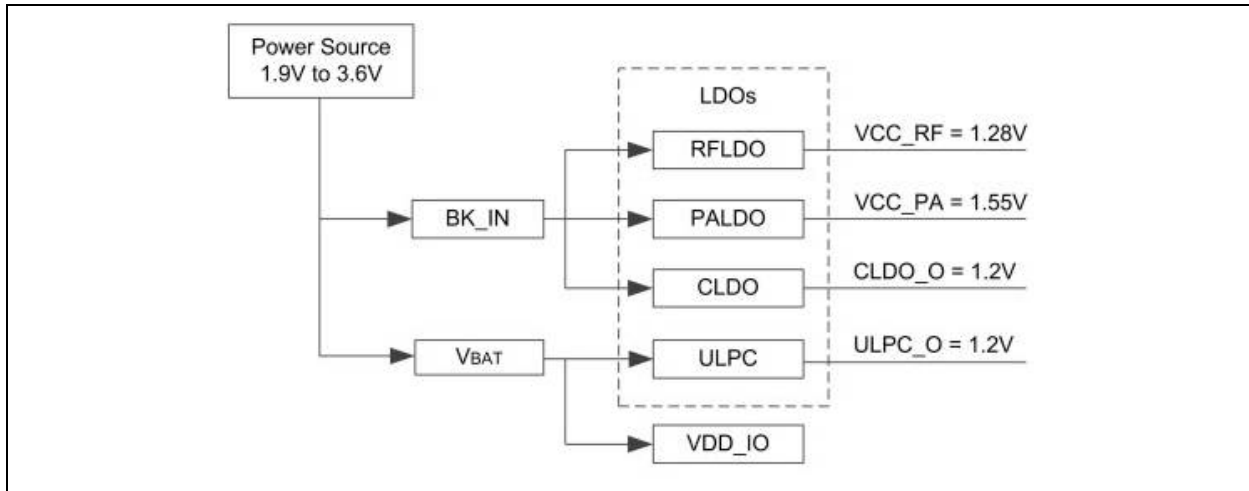 Power Source
1.9V to 3.6V
LDOs
RFLDO
VCC_RF = 1.28V
BK_IN
PALDO
VCC_PA = 1.55V
CLDO
CLDO_O = 1.2V
VBAT
ULPC
ULPC_O = 1.2V
VDD_IO